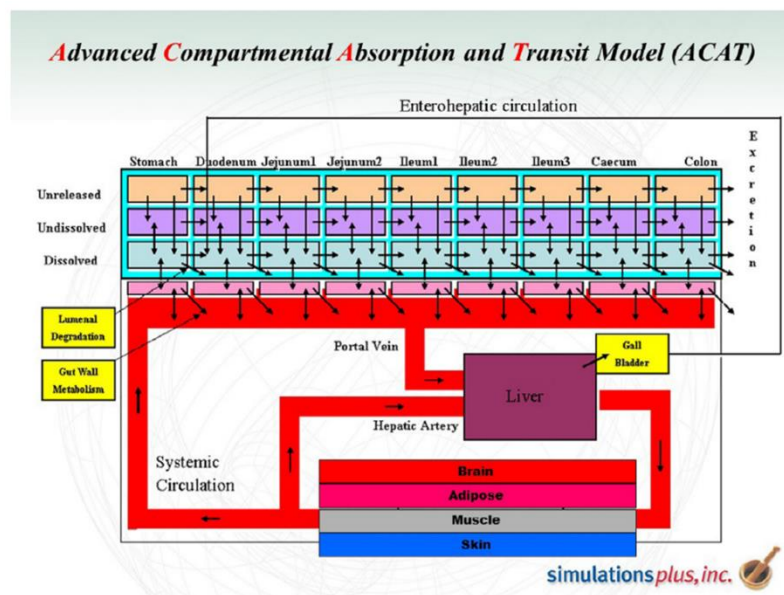 Advanced Compartmental Absorption and Transit Model (ACAT)
Enterohepatic circulation
Excretion
Stomach Duodenum Jejunum1 Jejunum2 Ileum1 Ileum2 Ileum3 Caecum Colon
Unreleased
Undissolved
Dissolved
Lumenal
Degradation
Gut Wall
Metabolism
Portal Vein
Gall
Bladder
Liver
Hepatic Artery
Systemic
Circulation
Brain
Adipose
Muscle
Skin
simulationsplus, inc.